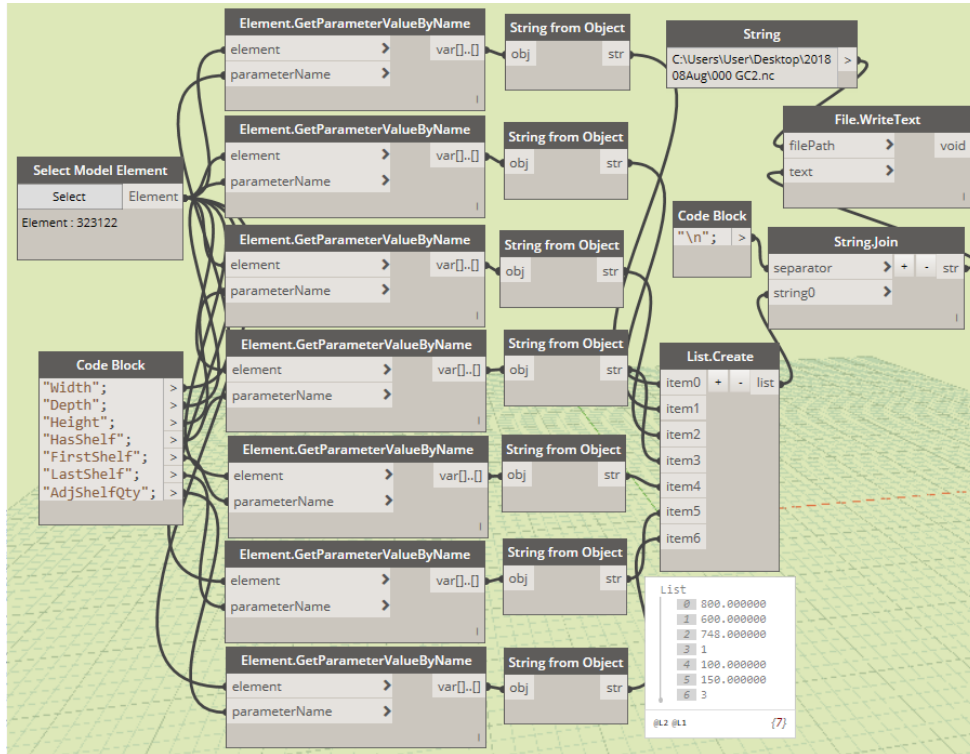 Select Model Element
Select
Element
Element : 323122
Code Block
"Width"; >
"Depth"; >
"Height"; >
"HasShelf"; >
"FirstShelf"; >
"LastShelf"; >
"AdjShelfQty"; >
Element.GetParameterValueByName
element > var[]..[]
parameterName >
l
Element.GetParameterValueByName
element > var[]..[]
parameterName >
l
Element.GetParameterValueByName
element > var[]..[]
parameterName >
l
Element.GetParameterValueByName
element > var[]..[]
parameterName >
l
Element.GetParameterValueByName
element > var[]..[]
parameterName >
l
Element.GetParameterValueByName
element > var[]..[]
parameterName >
l
Element.GetParameterValueByName
element > var[]..[]
parameterName >
l
String from Object
obj str
String from Object
obj str
String from Object
obj str
String from Object
obj str
String from Object
obj str
String from Object
obj str
String from Object
obj str
String
C:\Users\User\Desktop\2018 >
08Aug\000 GC2.nc
File.WriteText
filePath > void
text >
l
Code Block
"\n"; >
String.Join
separator > + - str
string0 >
l
List.Create
item0 + - list
item1
item2
item3
item4
item5
item6
List
0 800.000000
1 600.000000
2 748.000000
3 1
4 100.000000
5 150.000000
6 3
@L2 @L1 {7}